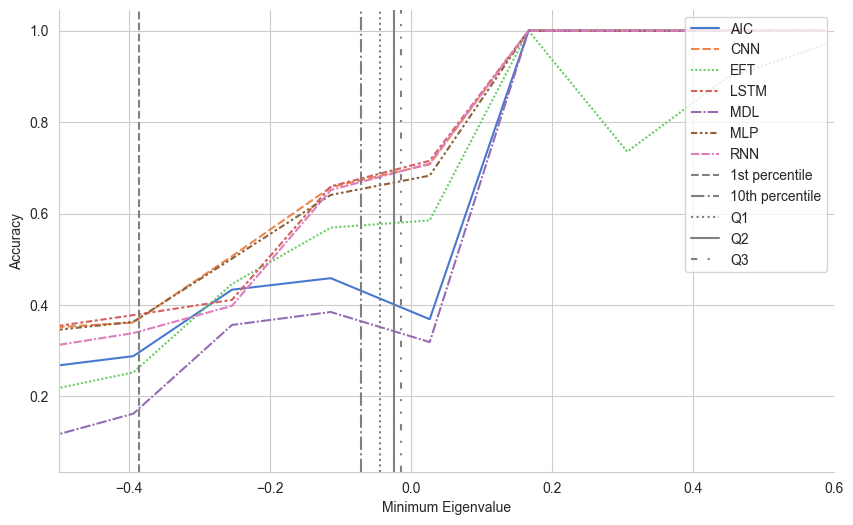 1.0
0.8
0.6
0.4
0.2
Accuracy
−0.4
−0.2
0.0
0.2
0.4
0.6
Minimum Eigenvalue
AIC
CNN
EFT
LSTM
MDL
MLP
RNN
1st percentile
10th percentile
Q1
Q2
Q3